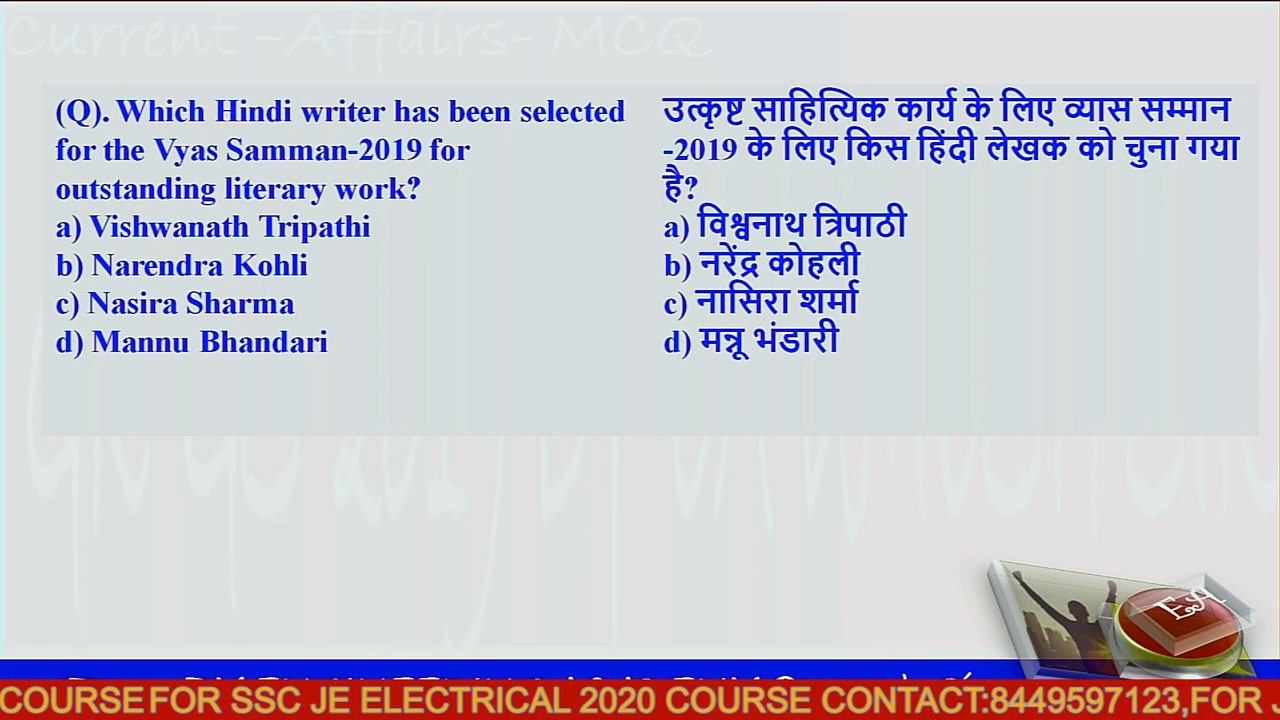 Current -Affairs- MCQ
(Q). Which Hindi writer has been selected
for the Vyas Samman-2019 for
outstanding literary work?
a) Vishwanath Tripathi
b) Narendra Kohli
c) Nasira Sharma
d) Mannu Bhandari
उत्कृष्ट साहित्यिक कार्य के लिए व्यास सम्मान
-2019 के लिए किस हिंदी लेखक को चुना गया
है?
a) विश्वनाथ त्रिपाठी
b) नरेंद्र कोहली
c) नासिरा शर्मा
d) मन्नू भंडारी
EA
COURSE FOR SSC JE ELECTRICAL 2020 COURSE CONTACT:8449597123,FOR J